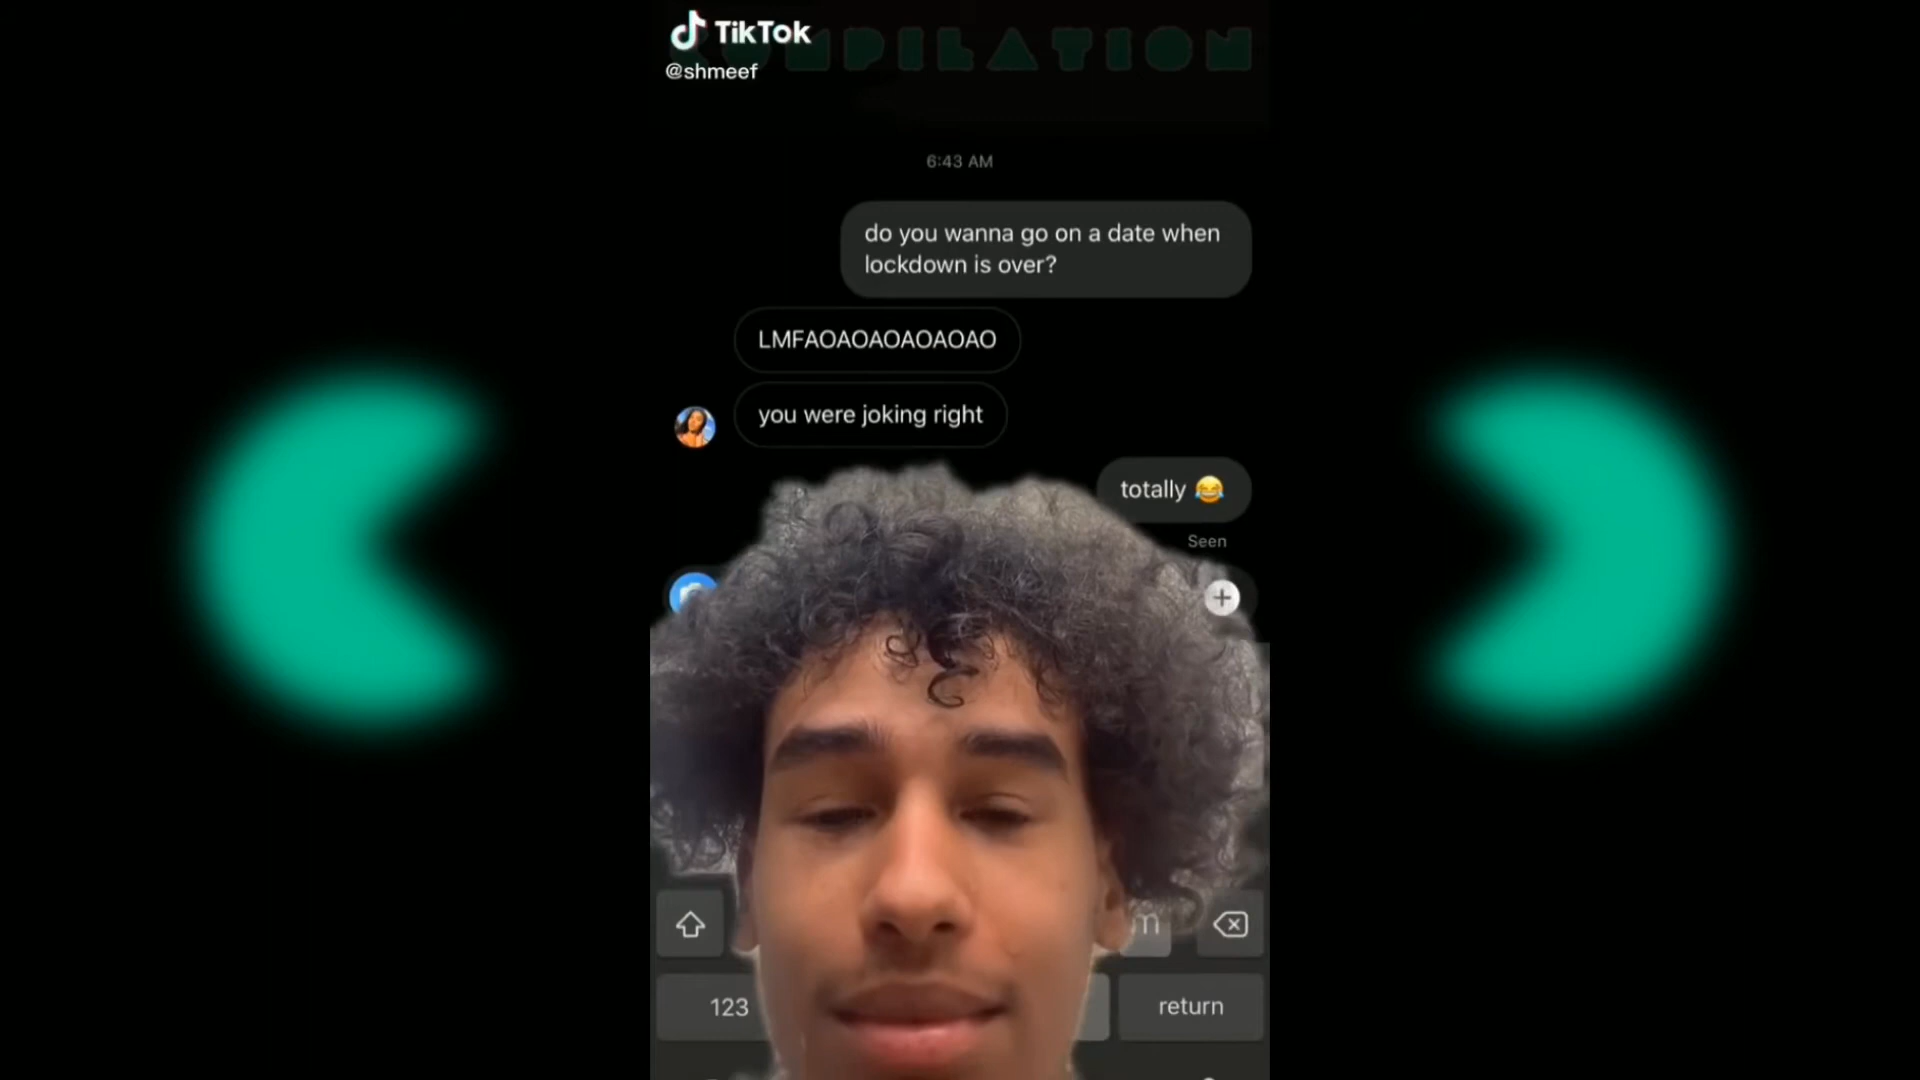 TikTok
@shmeef
OMPILATION
6:43 AM
do you wanna go on a date when
lockdown is over?
LMFAOAOAOAOAOAO
you were joking right
totally 😂
Seen
m
123
return